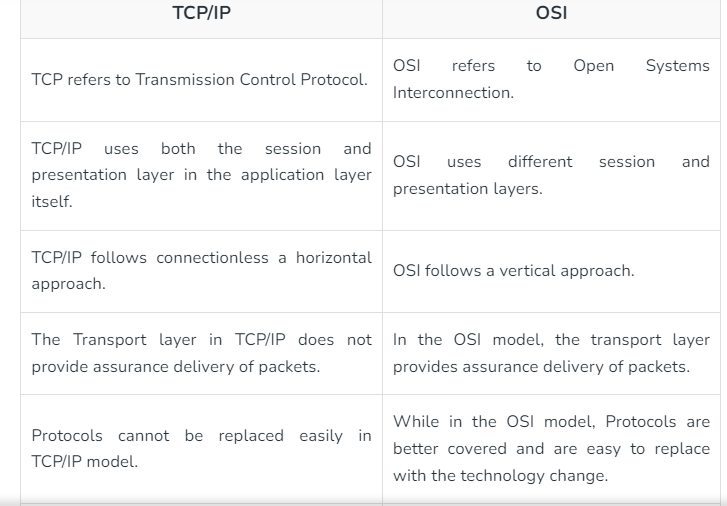 TCP/IP
OSI
TCP refers to Transmission Control Protocol.
OSI refers to Open Systems
Interconnection.
TCP/IP uses both the session and
presentation layer in the application layer
itself.
OSI uses different session and
presentation layers.
TCP/IP follows connectionless a horizontal
approach.
OSI follows a vertical approach.
The Transport layer in TCP/IP does not
provide assurance delivery of packets.
In the OSI model, the transport layer
provides assurance delivery of packets.
Protocols cannot be replaced easily in
TCP/IP model.
While in the OSI model, Protocols are
better covered and are easy to replace
with the technology change.